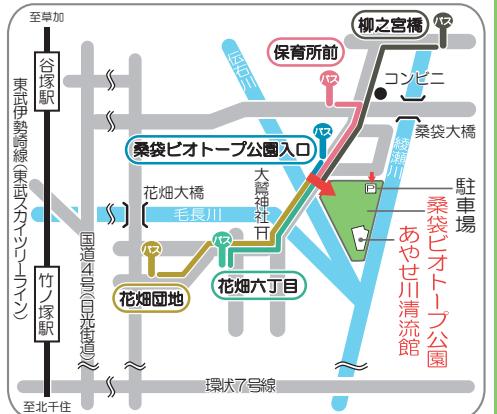 至草加
谷塚駅
東武伊勢崎線(東武スカイツリーライン)
竹ノ塚駅
至北千住
国道4号(日光街道)
花畑大橋
毛長川
伝右川
綾瀬川
柳之宮橋
バス
保育所前
バス
コンビニ
桑袋大橋
桑袋ビオトープ公園入口
バス
大鷲神社
花畑団地
バス
花畑六丁目
バス
P
駐車場
桑袋ビオトープ公園
あやせ川清流館
環状7号線